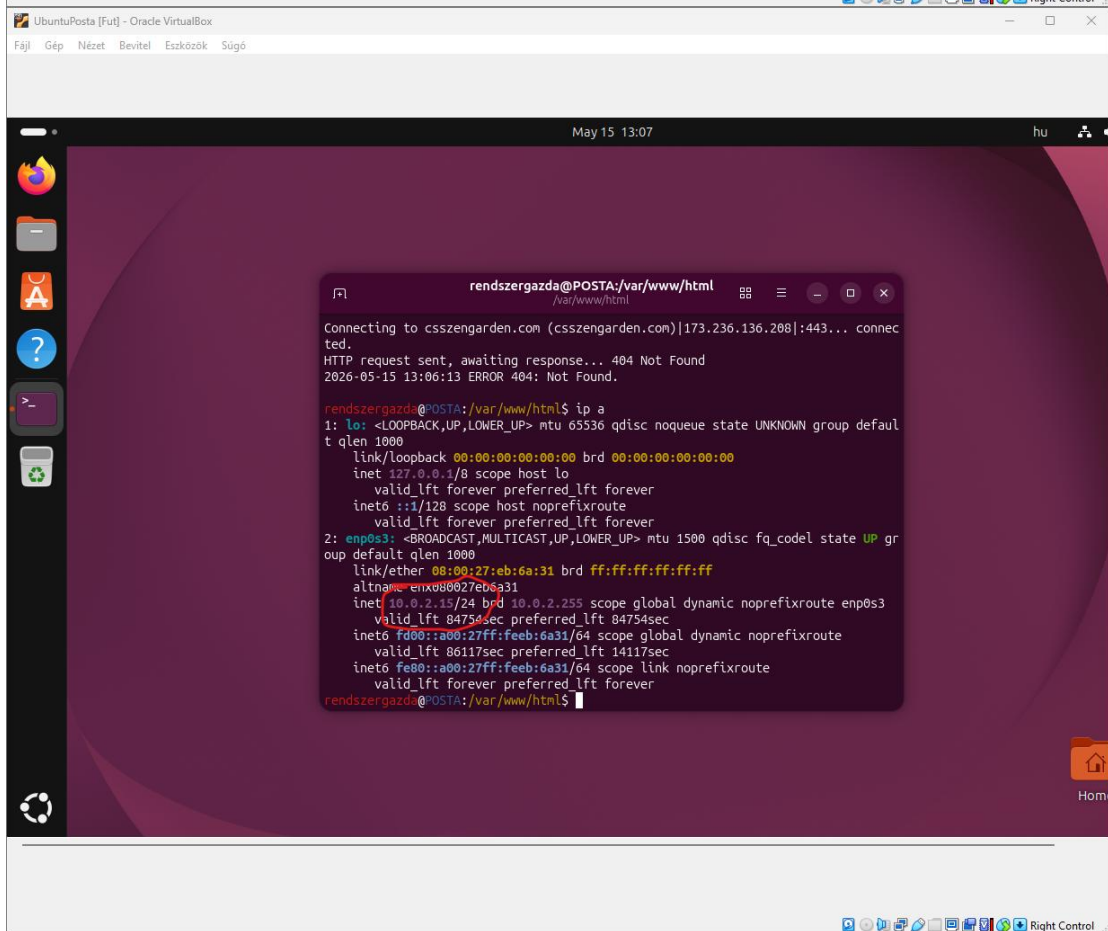 Right Control
UbuntuPosta [Fut] - Oracle VirtualBox
Fájl Gép Nézet Bevitel Eszközök Súgó
May 15 13:07
hu
rendszergazda@POSTA:/var/www/html
/var/www/html
Connecting to csszengarden.com (csszengarden.com)|173.236.136.208|:443... connec
ted.
HTTP request sent, awaiting response... 404 Not Found
2026-05-15 13:06:13 ERROR 404: Not Found.
rendszergazda@POSTA:/var/www/html$ ip a
1: lo: <LOOPBACK,UP,LOWER_UP> mtu 65536 qdisc noqueue state UNKNOWN group defaul
t qlen 1000
link/loopback 00:00:00:00:00:00 brd 00:00:00:00:00:00
inet 127.0.0.1/8 scope host lo
valid_lft forever preferred_lft forever
inet6 ::1/128 scope host noprefixroute
valid_lft forever preferred_lft forever
2: enp0s3: <BROADCAST,MULTICAST,UP,LOWER_UP> mtu 1500 qdisc fq_codel state UP gr
oup default qlen 1000
link/ether 08:00:27:eb:6a:31 brd ff:ff:ff:ff:ff:ff
altname enx080027eb6a31
inet 10.0.2.15/24 brd 10.0.2.255 scope global dynamic noprefixroute enp0s3
valid_lft 84754sec preferred_lft 84754sec
inet6 fd00::a00:27ff:feeb:6a31/64 scope global dynamic noprefixroute
valid_lft 86117sec preferred_lft 14117sec
inet6 fe80::a00:27ff:feeb:6a31/64 scope link noprefixroute
valid_lft forever preferred_lft forever
rendszergazda@POSTA:/var/www/html$
Home
Right Control